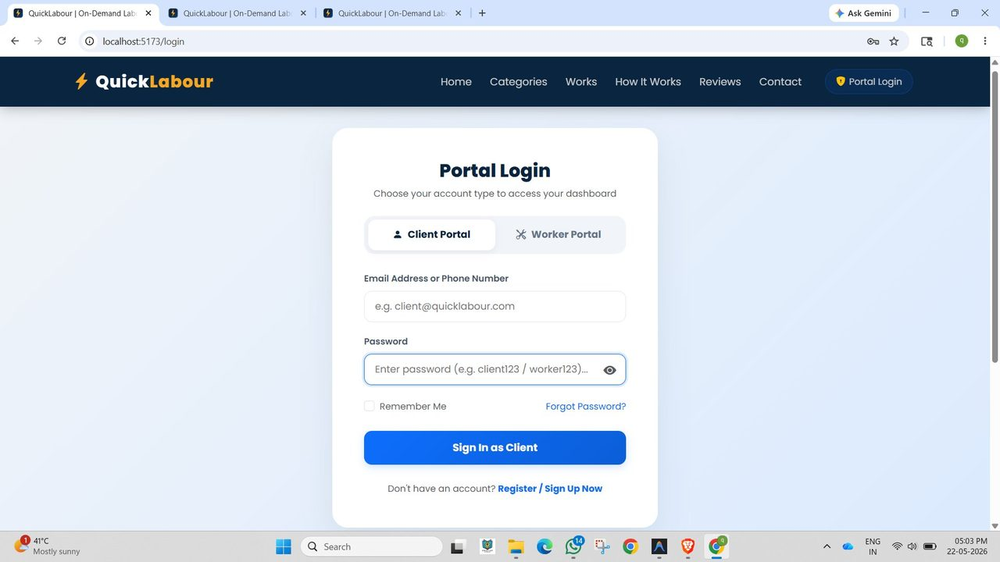 QuickLabour | On-Demand Lab
QuickLabour | On-Demand Lab
QuickLabour | On-Demand Lab
Ask Gemini
localhost:5173/login
q
QuickLabour
Home
Categories
Works
How It Works
Reviews
Contact
Portal Login
Portal Login
Choose your account type to access your dashboard
Client Portal
Worker Portal
Email Address or Phone Number
e.g. client@quicklabour.com
Password
Enter password (e.g. client123 / worker123)...
Remember Me
Forgot Password?
Sign In as Client
Don't have an account? Register / Sign Up Now
1
41°C
Mostly sunny
Search
14
q
ENG
IN
05:03 PM
22-05-2026